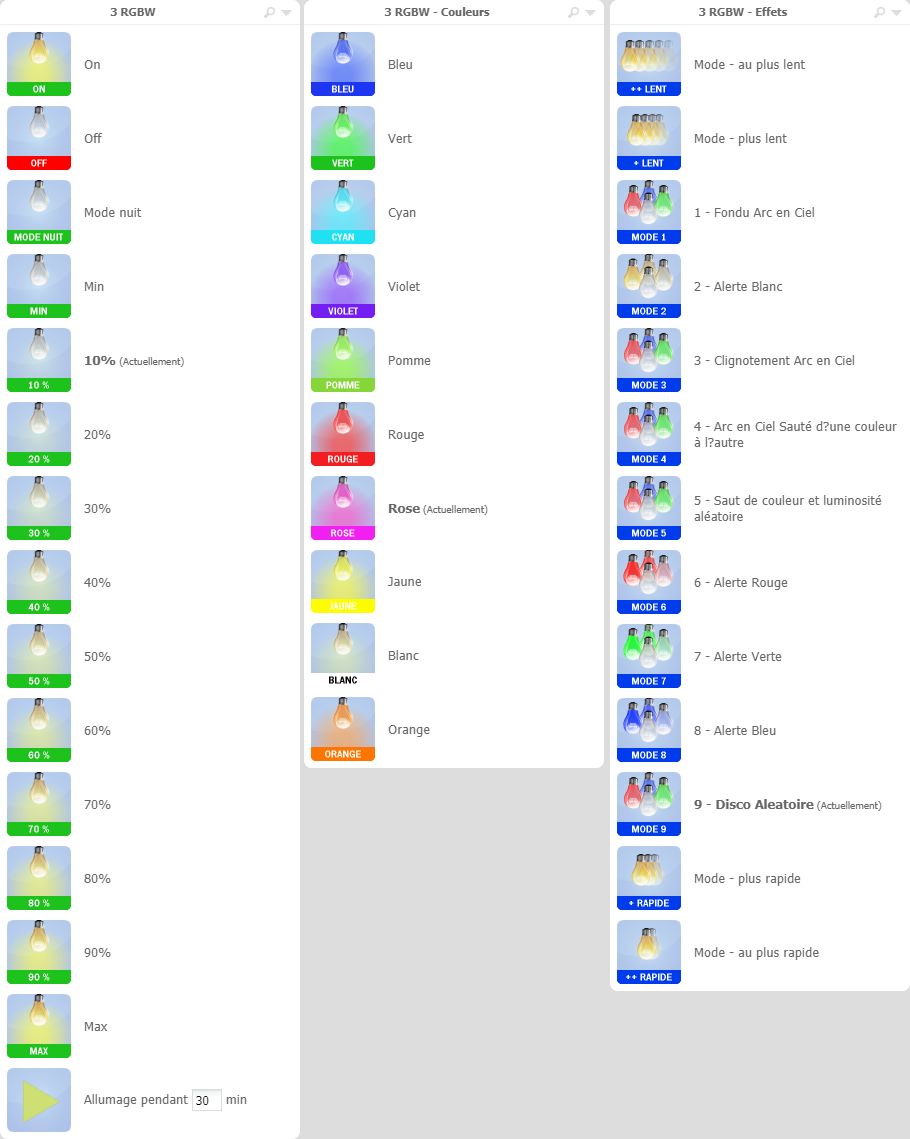 3 RGBW
ON
On
OFF
Off
MODE NUIT
Mode nuit
MIN
Min
10 %
10% (Actuellement)
20 %
20%
30 %
30%
40 %
40%
50 %
50%
60 %
60%
70 %
70%
80 %
80%
90 %
90%
MAX
Max
Allumage pendant 30 min
3 RGBW - Couleurs
BLEU
Bleu
VERT
Vert
CYAN
Cyan
VIOLET
Violet
POMME
Pomme
ROUGE
Rouge
ROSE
Rose (Actuellement)
JAUNE
Jaune
BLANC
Blanc
ORANGE
Orange
3 RGBW - Effets
++ LENT
Mode - au plus lent
+ LENT
Mode - plus lent
MODE 1
1 - Fondu Arc en Ciel
MODE 2
2 - Alerte Blanc
MODE 3
3 - Clignotement Arc en Ciel
MODE 4
4 - Arc en Ciel Sauté d?une couleur
à l?autre
MODE 5
5 - Saut de couleur et luminosité
aléatoire
MODE 6
6 - Alerte Rouge
MODE 7
7 - Alerte Verte
MODE 8
8 - Alerte Bleu
MODE 9
9 - Disco Aleatoire (Actuellement)
+ RAPIDE
Mode - plus rapide
++ RAPIDE
Mode - au plus rapide